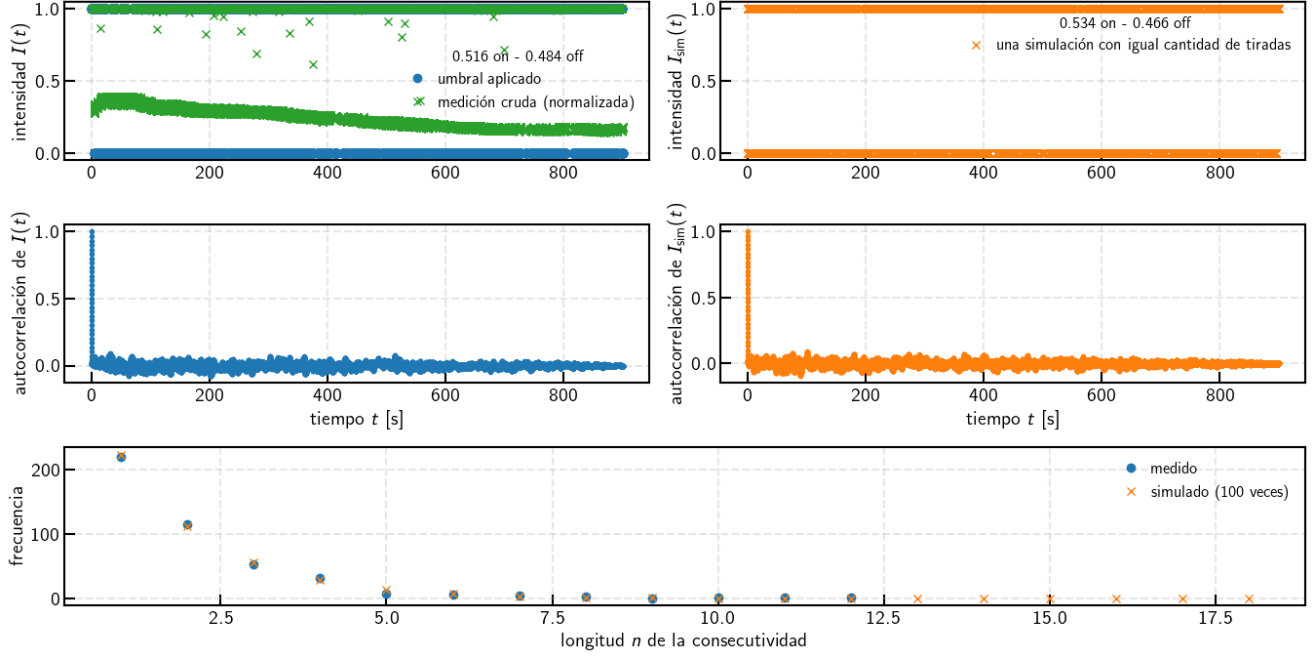 intensidad I(t)
1.0
0.5
0.0
0.516 on - 0.484 off
umbral aplicado
medición cruda (normalizada)
0 200 400 600 800
intensidad Isim(t)
1.0
0.5
0.0
0.534 on - 0.466 off
una simulación con igual cantidad de tiradas
0 200 400 600 800
autocorrelación de I(t)
1.0
0.5
0.0
0 200 400 600 800
tiempo t [s]
autocorrelación de Isim(t)
1.0
0.5
0.0
0 200 400 600 800
tiempo t [s]
frecuencia
200
100
0
medido
simulado (100 veces)
2.5 5.0 7.5 10.0 12.5 15.0 17.5
longitud n de la consecutividad